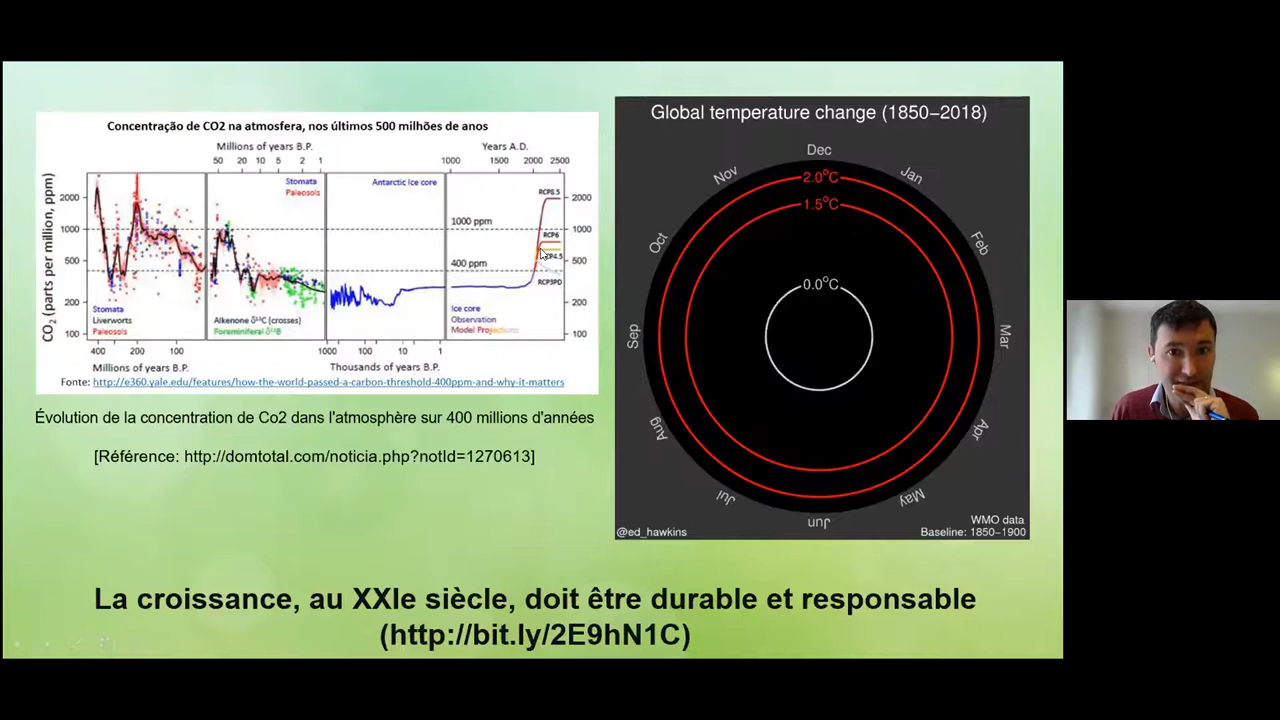 Concentração de CO2 na atmosfera, nos últimos 500 milhões de anos
Millions of years B.P.
Years A.D.
50 20 10 5 2 1
1000 1500 2000 2500
CO2 (parts per million, ppm)
2000
1000
500
200
100
Stomata
Paleosols
Antarctic Ice core
RCP8.5
1000 ppm
RCP6
400 ppm
RCP3PD
2000
1000
500
200
100
Stomata
Liverworts
Paleosols
Alkenone δ¹³C (crosses)
Foraminiferal δ¹¹B
Ice core
Observation
Model Projections
400 200 100
1000 100 10 1
Millions of years B.P.
Thousands of years B.P.
Fonte: http://e360.yale.edu/features/how-the-world-passed-a-carbon-threshold-400ppm-and-why-it-matters
Évolution de la concentration de Co2 dans l'atmosphère sur 400 millions d'années
[Référence: http://domtotal.com/noticia.php?notId=1270613]
Global temperature change (1850−2018)
Dec
Jan
Feb
Mar
Apr
May
Jun
Jul
Aug
Sep
Oct
Nov
2.0°C
1.5°C
0.0°C
@ed_hawkins
WMO data
Baseline: 1850−1900
La croissance, au XXIe siècle, doit être durable et responsable
(http://bit.ly/2E9hN1C)